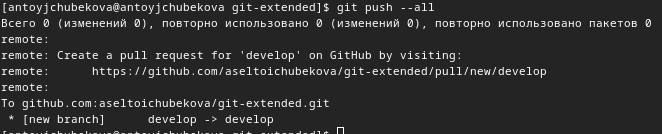 [antoyjchubekova@antoyjchubekova git-extended]$ git push --all
Всего 0 (изменений 0), повторно использовано 0 (изменений 0), повторно использовано пакетов 0
remote:
remote: Create a pull request for 'develop' on GitHub by visiting:
remote:      https://github.com/aseltoichubekova/git-extended/pull/new/develop
remote:
To github.com:aseltoichubekova/git-extended.git
 * [new branch]      develop -> develop
[antoyjchubekova@antoyjchubekova git-extended]$